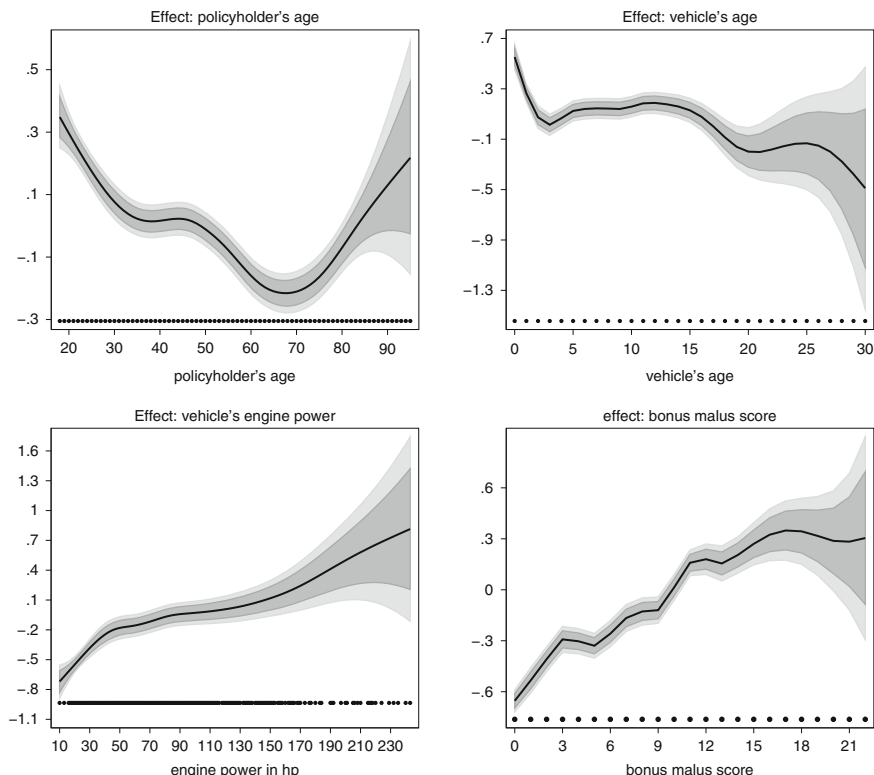 Effect: policyholder's age
.5
.3
.1
−.1
−.3
20 30 40 50 60 70 80 90
policyholder's age
Effect: vehicle's age
.7
.3
−.1
−.5
−.9
−1.3
0 5 10 15 20 25 30
vehicle's age
Effect: vehicle's engine power
1.6
1.3
1
.7
.4
.1
−.2
−.5
−.8
−1.1
10 30 50 70 90 110 130 150 170 190 210 230
engine power in hp
effect: bonus malus score
.6
.3
0
−.3
−.6
0 3 6 9 12 15 18 21
bonus malus score